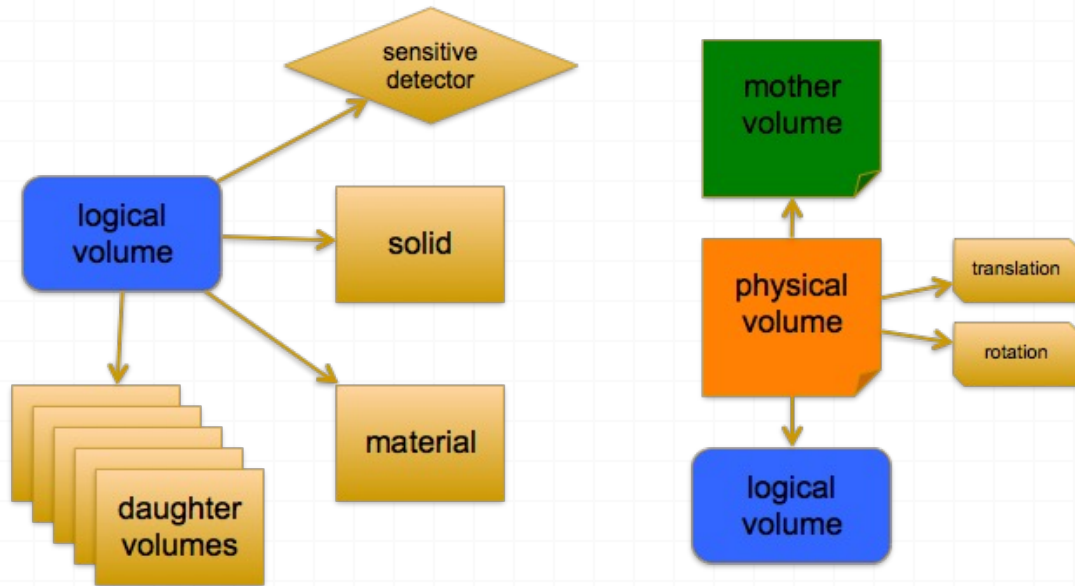 sensitive
detector
logical
volume
solid
material
daughter
volumes
mother
volume
physical
volume
translation
rotation
logical
volume